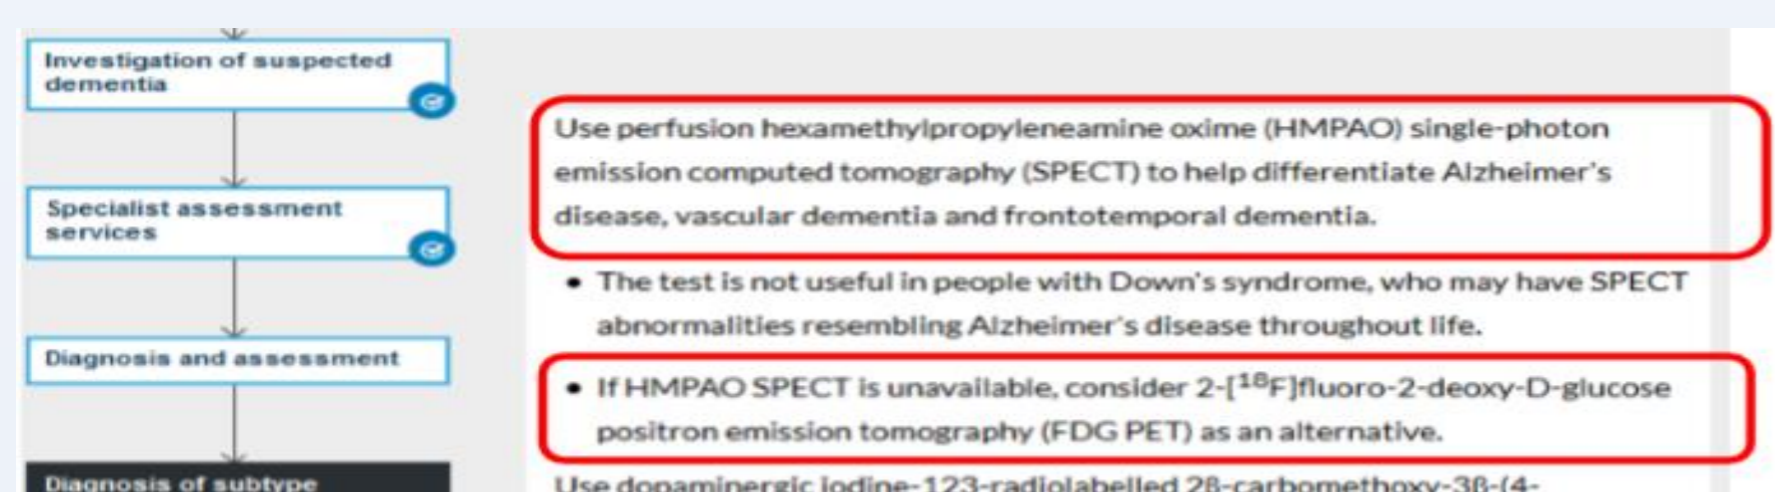 Investigation of suspected
dementia
Specialist assessment
services
Diagnosis and assessment
Diagnosis of subtype
Use perfusion hexamethylpropyleneamine oxime (HMPAO) single-photon
emission computed tomography (SPECT) to help differentiate Alzheimer's
disease, vascular dementia and frontotemporal dementia.
• The test is not useful in people with Down's syndrome, who may have SPECT
abnormalities resembling Alzheimer's disease throughout life.
• If HMPAO SPECT is unavailable, consider 2-[¹⁸F]fluoro-2-deoxy-D-glucose
positron emission tomography (FDG PET) as an alternative.
Use dopaminergic iodine-123-radiolabelled 2β-carbomethoxy-3β-(4-